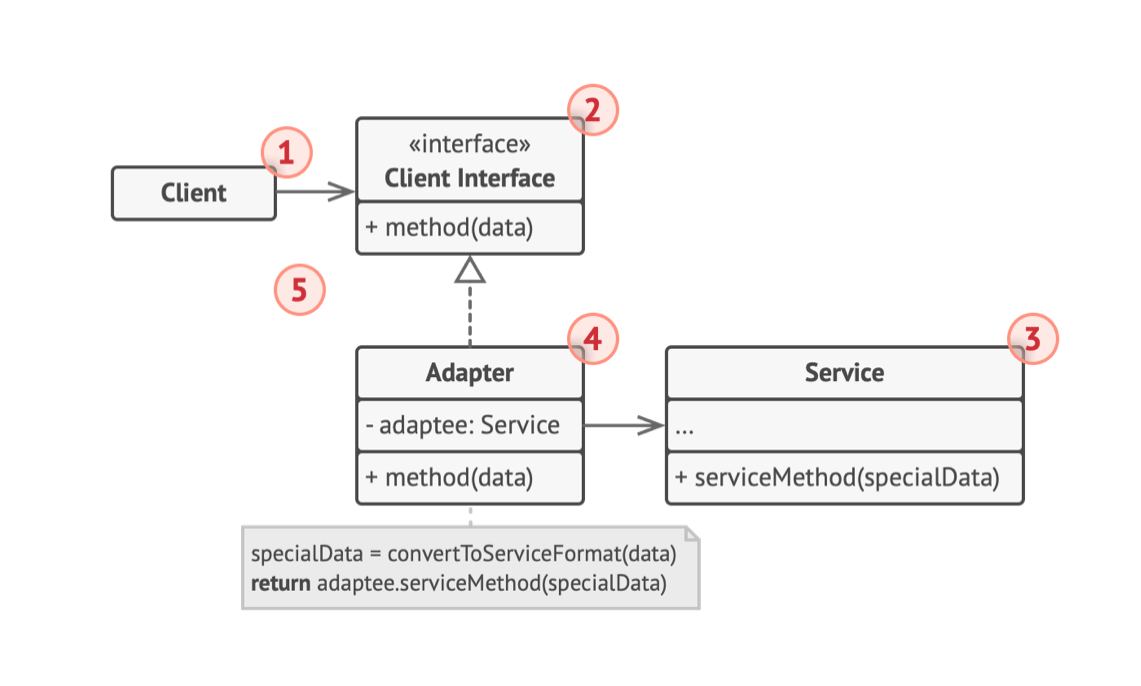 1
Client
2
«interface»
Client Interface
+ method(data)
5
4
Adapter
- adaptee: Service
+ method(data)
3
Service
...
+ serviceMethod(specialData)
specialData = convertToServiceFormat(data)
return adaptee.serviceMethod(specialData)